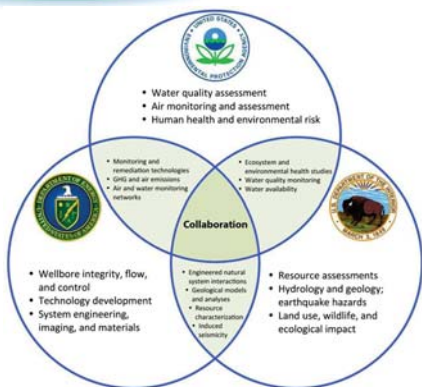 UNITED STATES
ENVIRONMENTAL PROTECTION AGENCY
• Water quality assessment
• Air monitoring and assessment
• Human health and environmental risk
• Monitoring and
remediation technologies
• GHG and air emissions
• Air and water monitoring
networks
• Ecosystem and
environmental health studies
• Water quality monitoring
• Water availability
DEPARTMENT OF ENERGY
UNITED STATES OF AMERICA
Collaboration
U.S. DEPARTMENT OF THE INTERIOR
MARCH 3, 1849
• Wellbore integrity, flow,
and control
• Technology development
• System engineering,
imaging, and materials
• Engineered natural
system interactions
• Geological models
and analyses
• Resource
characterization
• Induced
seismicity
• Resource assessments
• Hydrology and geology;
earthquake hazards
• Land use, wildlife, and
ecological impact